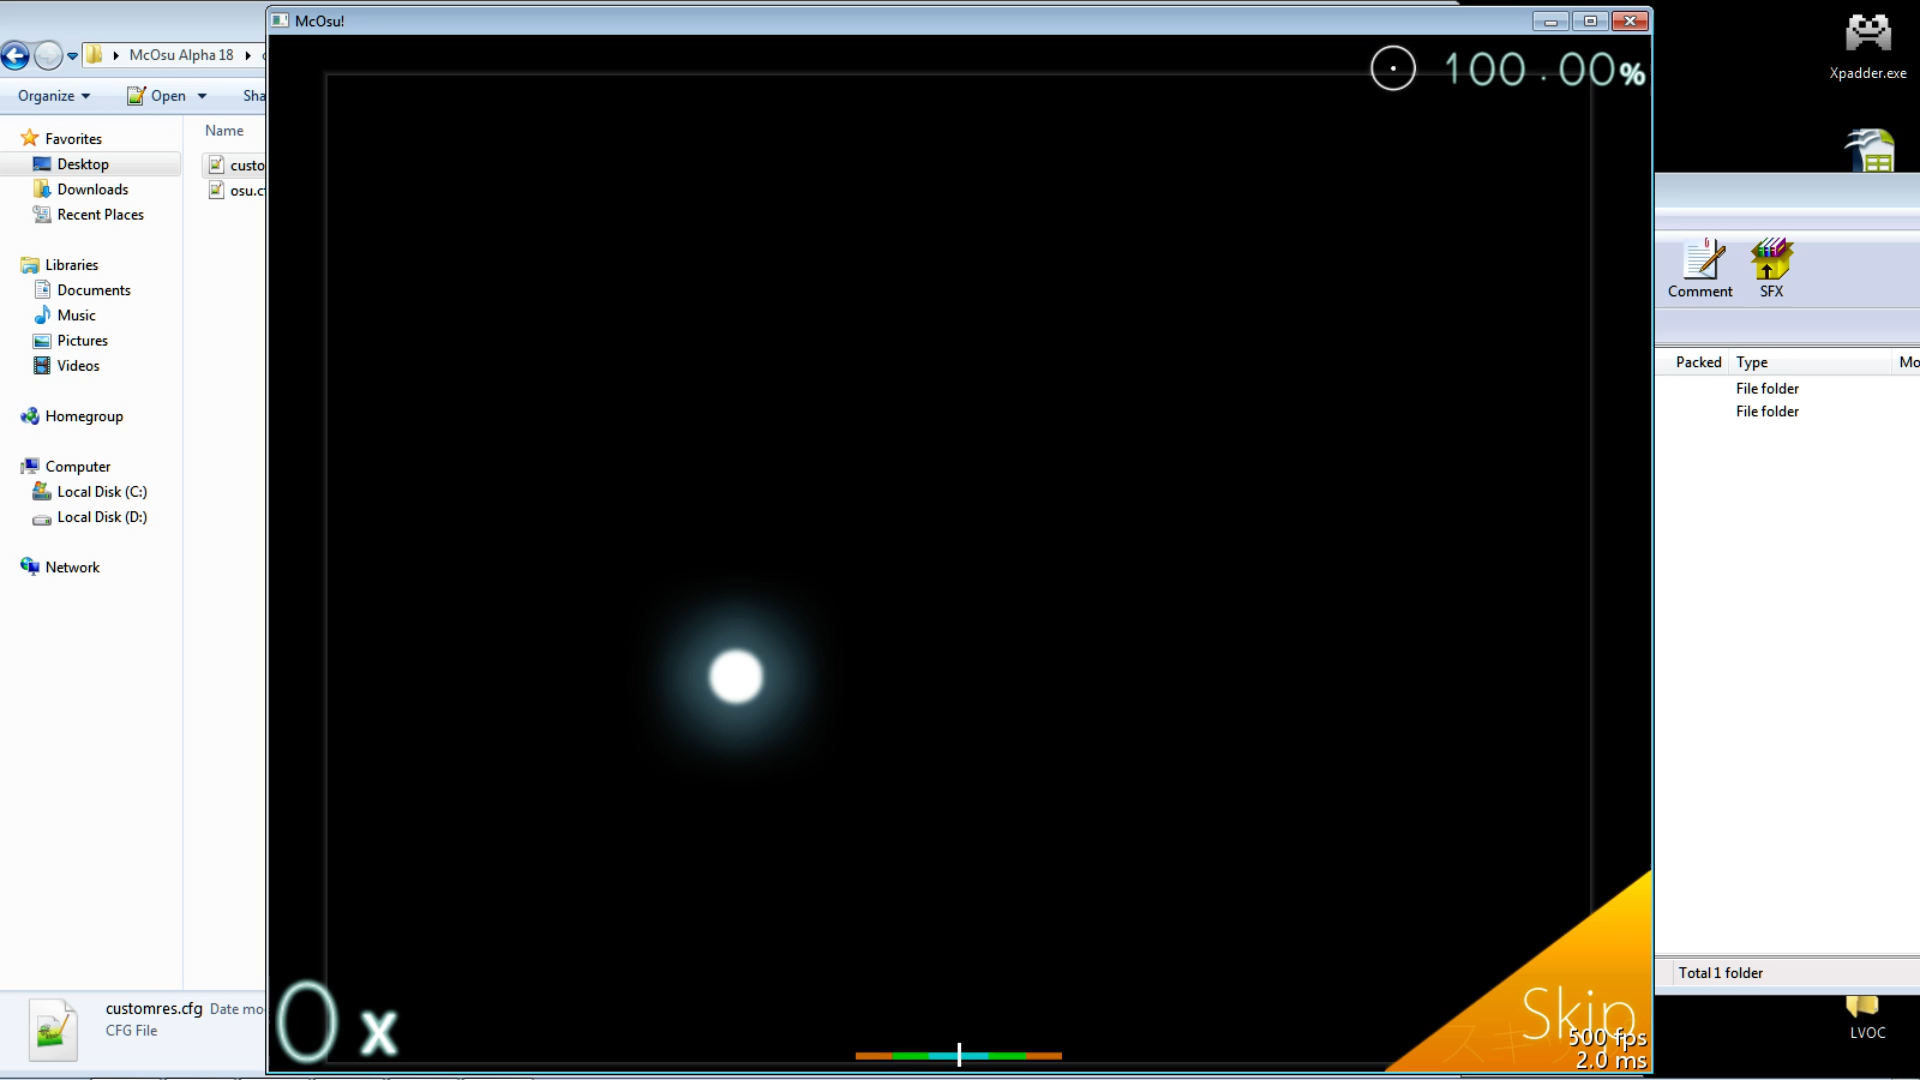 McOsu!
Xpadder.exe
McOsu Alpha 18
100.00%
Organize
Open
Sha
Name
Favorites
Desktop
Downloads
Recent Places
custo
osu.c
Libraries
Documents
Music
Pictures
Videos
Homegroup
Computer
Local Disk (C:)
Local Disk (D:)
Network
Comment
SFX
Packed
Type
Mo
File folder
File folder
Total 1 folder
customres.cfg
Date mo
CFG File
0x
Skip
500 fps
2.0 ms
LVOC